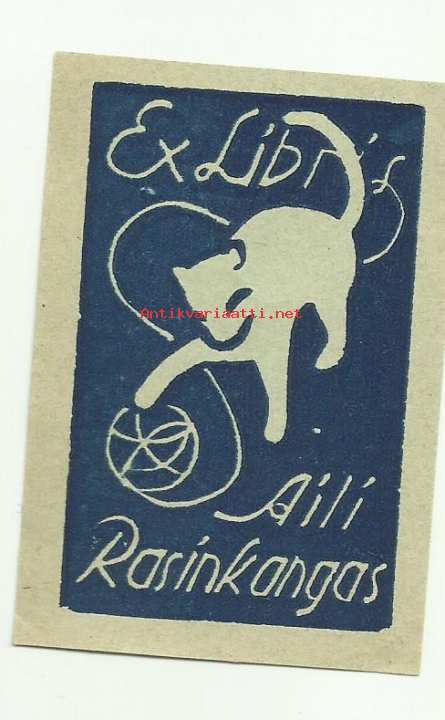 Ex Libris
Antikvariaatti.net
Aili
Rasinkangas